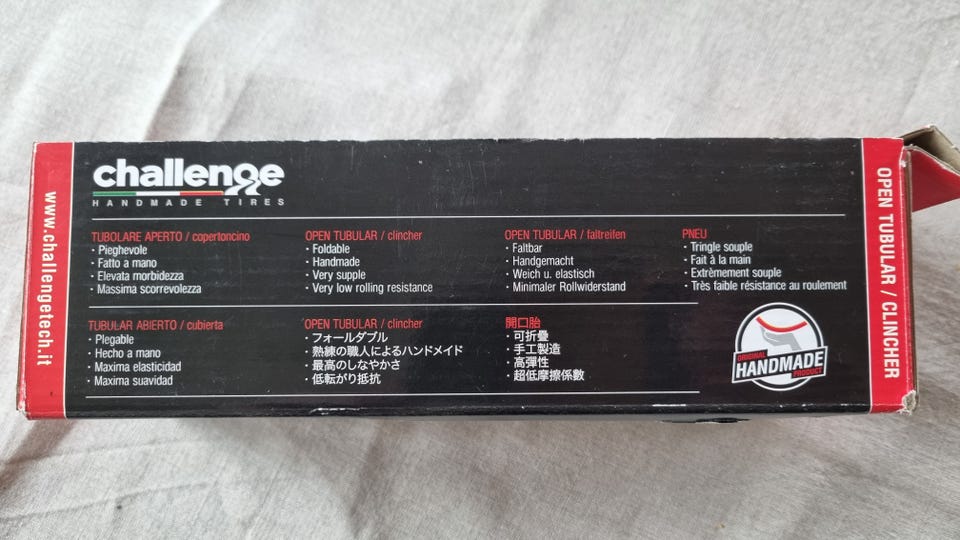 www.challengetech.it
challenge
HANDMADE TIRES
TUBOLARE APERTO / copertoncino
· Pieghevole
· Fatto a mano
· Elevata morbidezza
· Massima scorrevolezza
OPEN TUBULAR / clincher
· Foldable
· Handmade
· Very supple
· Very low rolling resistance
OPEN TUBULAR / faltreifen
· Faltbar
· Handgemacht
· Weich u. elastisch
· Minimaler Rollwiderstand
PNEU
· Tringle souple
· Fait à la main
· Extrèmement souple
· Très faible résistance au roulement
TUBULAR ABIERTO / cubierta
· Plegable
· Hecho a mano
· Maxima elasticidad
· Maxima suavidad
OPEN TUBULAR / clincher
· フォールダブル
· 熟練の職人によるハンドメイド
· 最高のしなやかさ
· 低転がり抵抗
開口胎
· 可折疊
· 手工製造
· 高彈性
· 超低摩擦係數
ORIGINAL
HANDMADE
PRODUCT
OPEN TUBULAR / CLINCHER